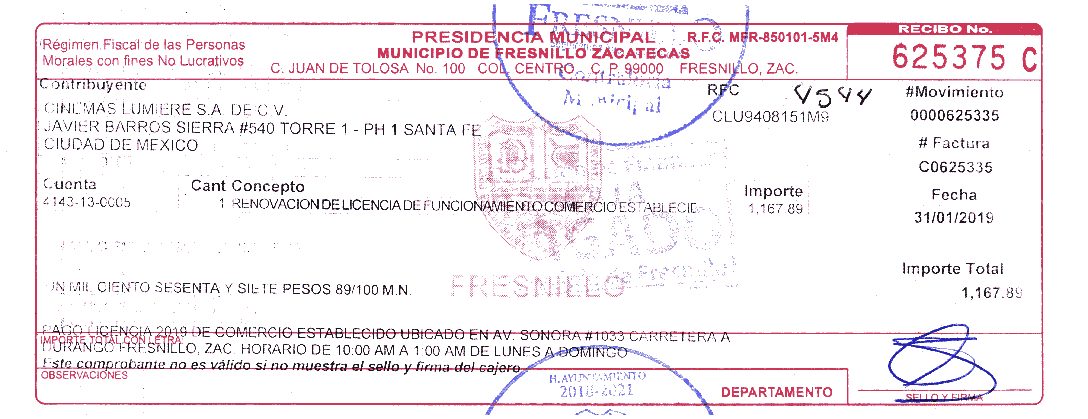 FRESNILLO
Contraloría
Municipal
Régimen Fiscal de las Personas
Morales con fines No Lucrativos
PRESIDENCIA MUNICIPAL R.F.C. MFR-850101-5M4
MUNICIPIO DE FRESNILLO ZACATECAS
C. JUAN DE TOLOSA No. 100 COL. CENTRO C.P. 99000 FRESNILLO, ZAC.
RECIBO No.
625375 C
Contribuyente
CINEMAS LUMIERE S.A. DE C.V.
JAVIER BARROS SIERRA #540 TORRE 1 - PH 1 SANTA FE
CIUDAD DE MEXICO
RFC
4544
CLU9408151M9
#Movimiento
0000625335
# Factura
C0625335
Fecha
31/01/2019
Cuenta Cant Concepto Importe
4143-13-0005 1 RENOVACION DE LICENCIA DE FUNCIONAMIENTO COMERCIO ESTABLECID 1,167.89
de Fresnillo
FRESNILLO
Importe Total
1,167.89
UN MIL CIENTO SESENTA Y SIETE PESOS 89/100 M.N.
PAGO LICENCIA 2019 DE COMERCIO ESTABLECIDO UBICADO EN AV. SONORA #1033 CARRETERA A
IMPORTE TOTAL CON LETRA
DURANGO FRESNILLO, ZAC. HORARIO DE 10:00 AM A 1:00 AM DE LUNES A DOMINGO
Este comprobante no es válido si no muestra el sello y firma del cajero
OBSERVACIONES
H. AYUNTAMIENTO
2018-2021
DEPARTAMENTO
SELLO Y FIRMA